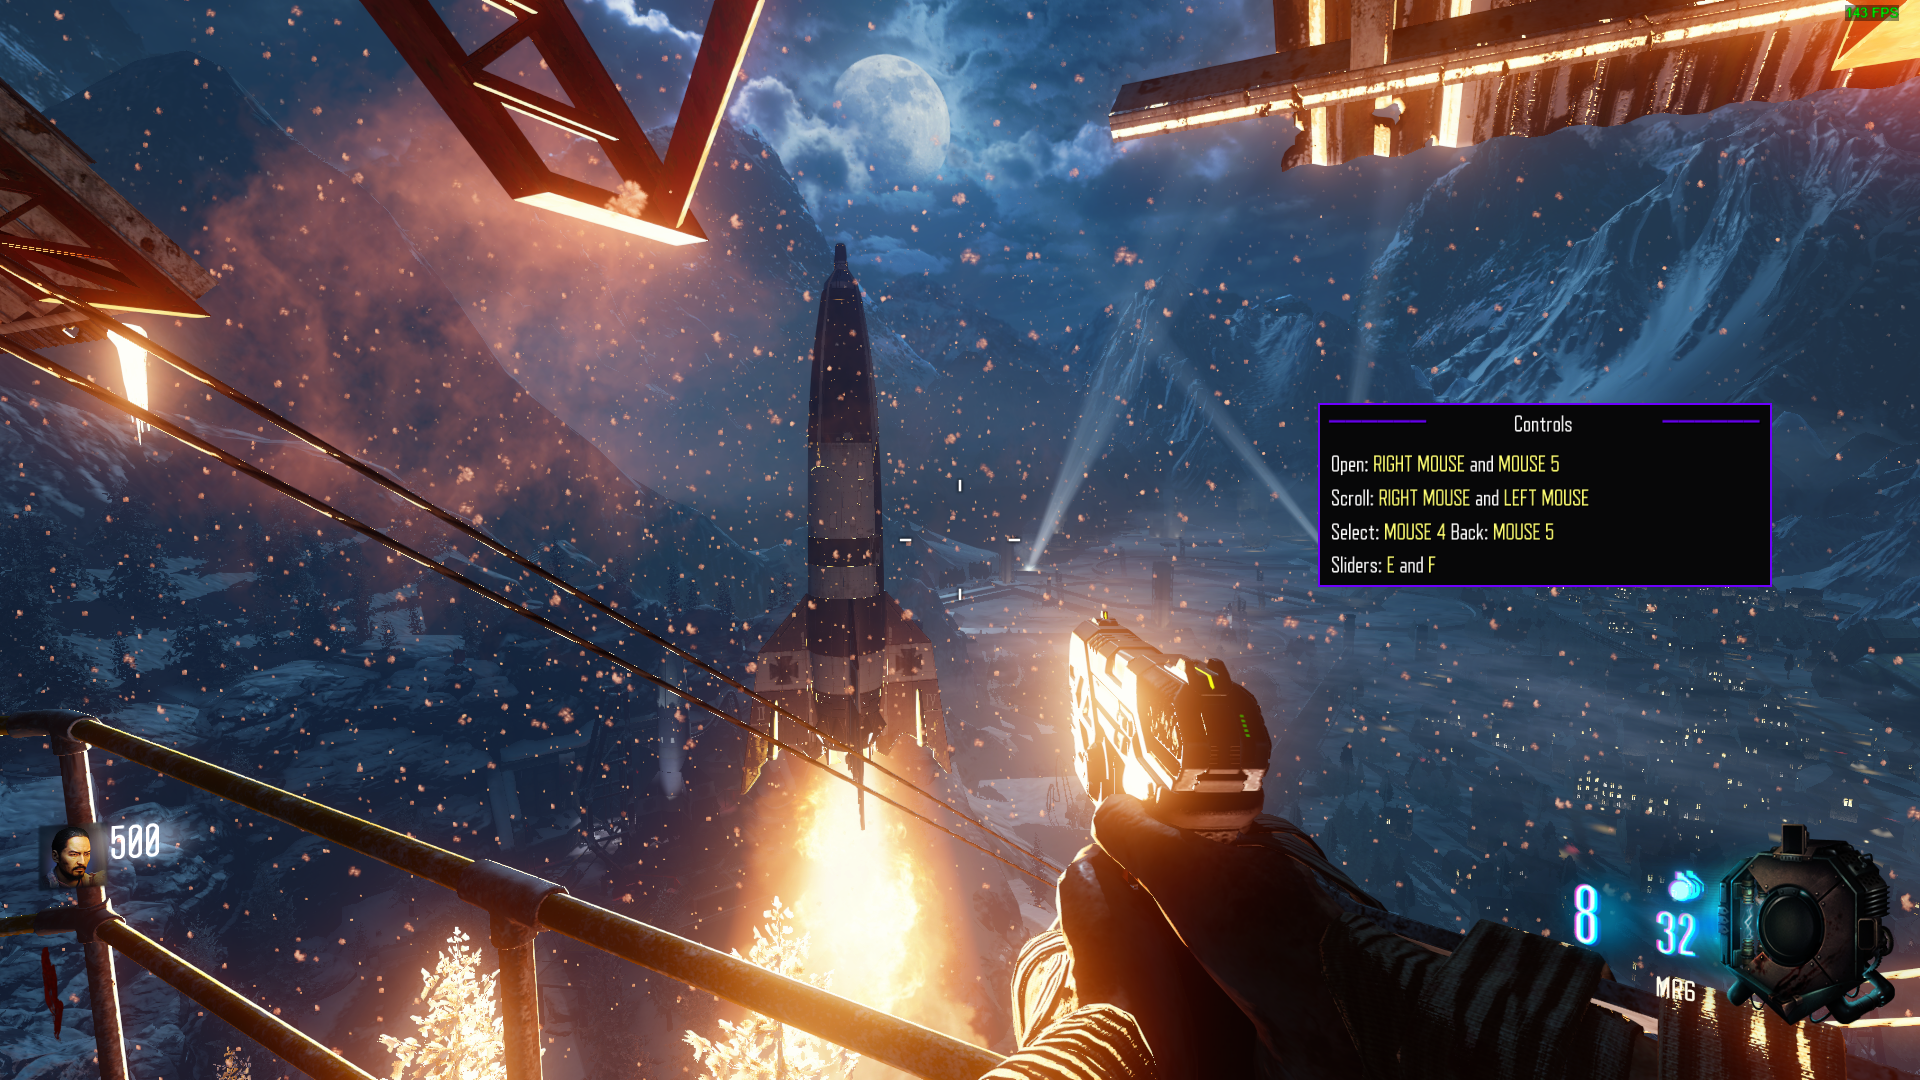 143 FPS
Controls
Open: RIGHT MOUSE and MOUSE 5
Scroll: RIGHT MOUSE and LEFT MOUSE
Select: MOUSE 4 Back: MOUSE 5
Sliders: E and F
500
8
32
MR6